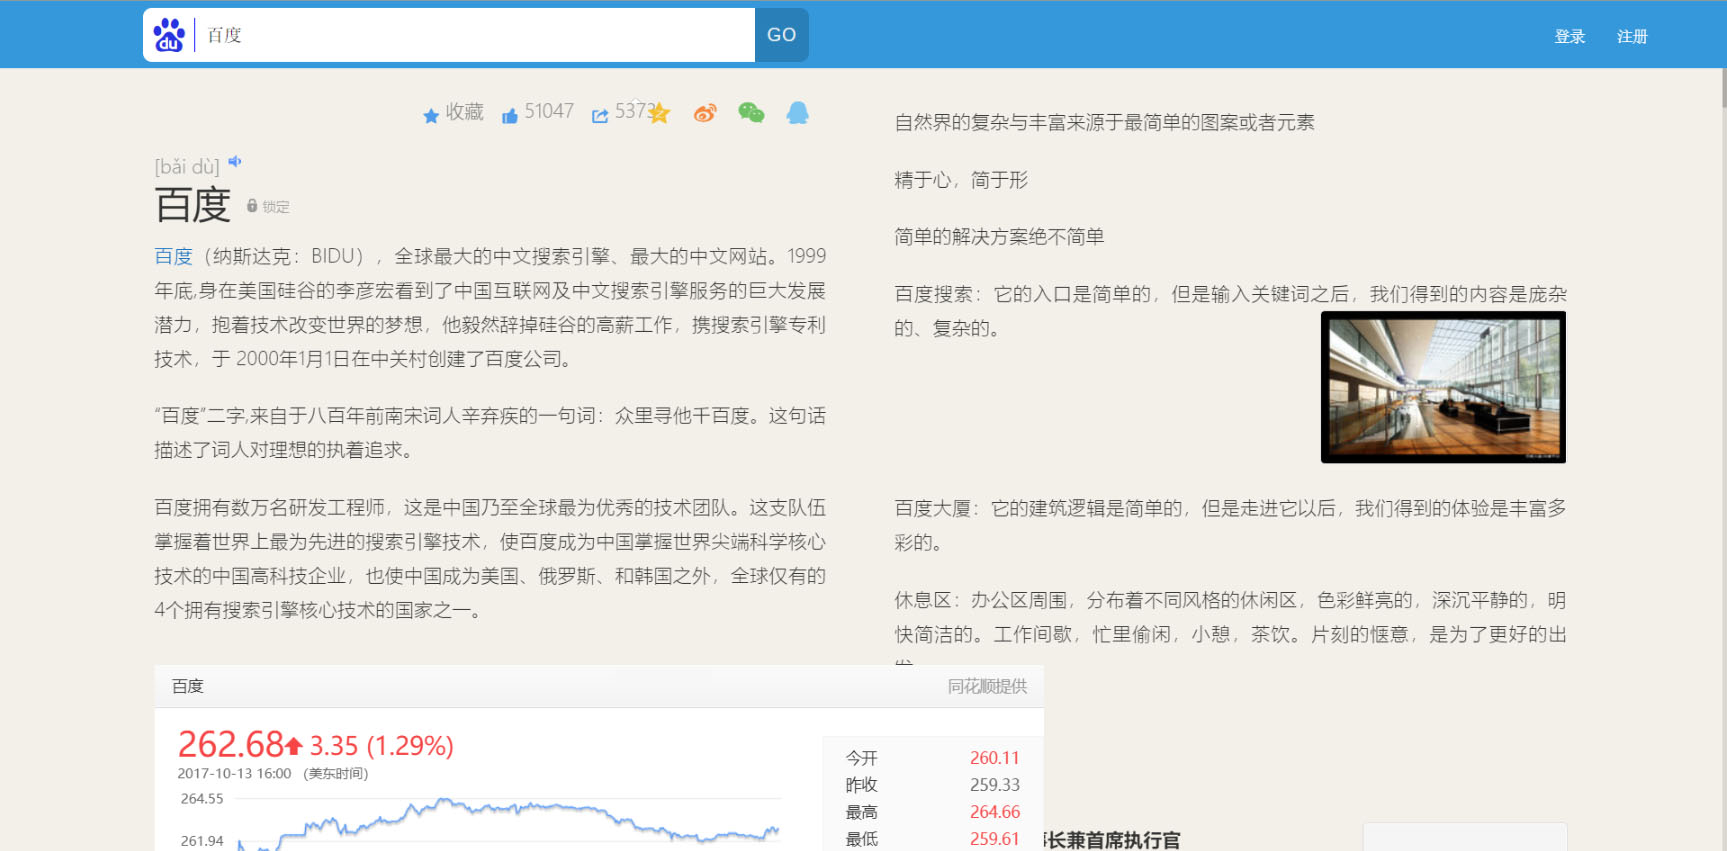 du 百度 GO 登录 注册
收藏 51047 5373
[bǎi dù]
百度 锁定
百度（纳斯达克：BIDU），全球最大的中文搜索引擎、最大的中文网站。1999
年底,身在美国硅谷的李彦宏看到了中国互联网及中文搜索引擎服务的巨大发展
潜力，抱着技术改变世界的梦想，他毅然辞掉硅谷的高薪工作，携搜索引擎专利
技术，于 2000年1月1日在中关村创建了百度公司。
“百度”二字,来自于八百年前南宋词人辛弃疾的一句词：众里寻他千百度。这句话
描述了词人对理想的执着追求。
百度拥有数万名研发工程师，这是中国乃至全球最为优秀的技术团队。这支队伍
掌握着世界上最为先进的搜索引擎技术，使百度成为中国掌握世界尖端科学核心
技术的中国高科技企业，也使中国成为美国、俄罗斯、和韩国之外，全球仅有的
4个拥有搜索引擎核心技术的国家之一。
自然界的复杂与丰富来源于最简单的图案或者元素
精于心，简于形
简单的解决方案绝不简单
百度搜索：它的入口是简单的，但是输入关键词之后，我们得到的内容是庞杂
的、复杂的。
百度大厦：它的建筑逻辑是简单的，但是走进它以后，我们得到的体验是丰富多
彩的。
休息区：办公区周围，分布着不同风格的休闲区，色彩鲜亮的，深沉平静的，明
快简洁的。工作间歇，忙里偷闲，小憩，茶饮。片刻的惬意，是为了更好的出
百度 同花顺提供
262.68 3.35 (1.29%)
2017-10-13 16:00 (美东时间)
264.55
261.94
今开 260.11
昨收 259.33
最高 264.66
最低 259.61
长兼首席执行官